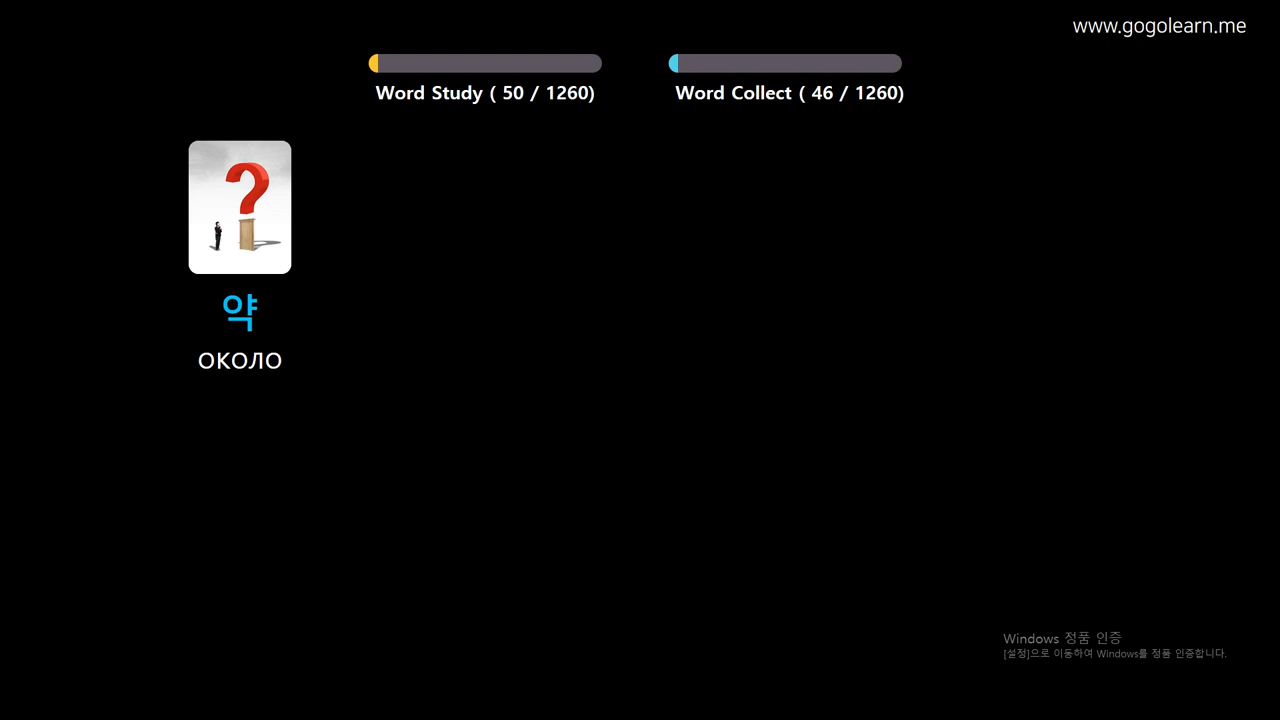 www.gogolearn.me
Word Study ( 50 / 1260)
Word Collect ( 46 / 1260)
약
около
Windows 정품 인증
[설정]으로 이동하여 Windows를 정품 인증합니다.